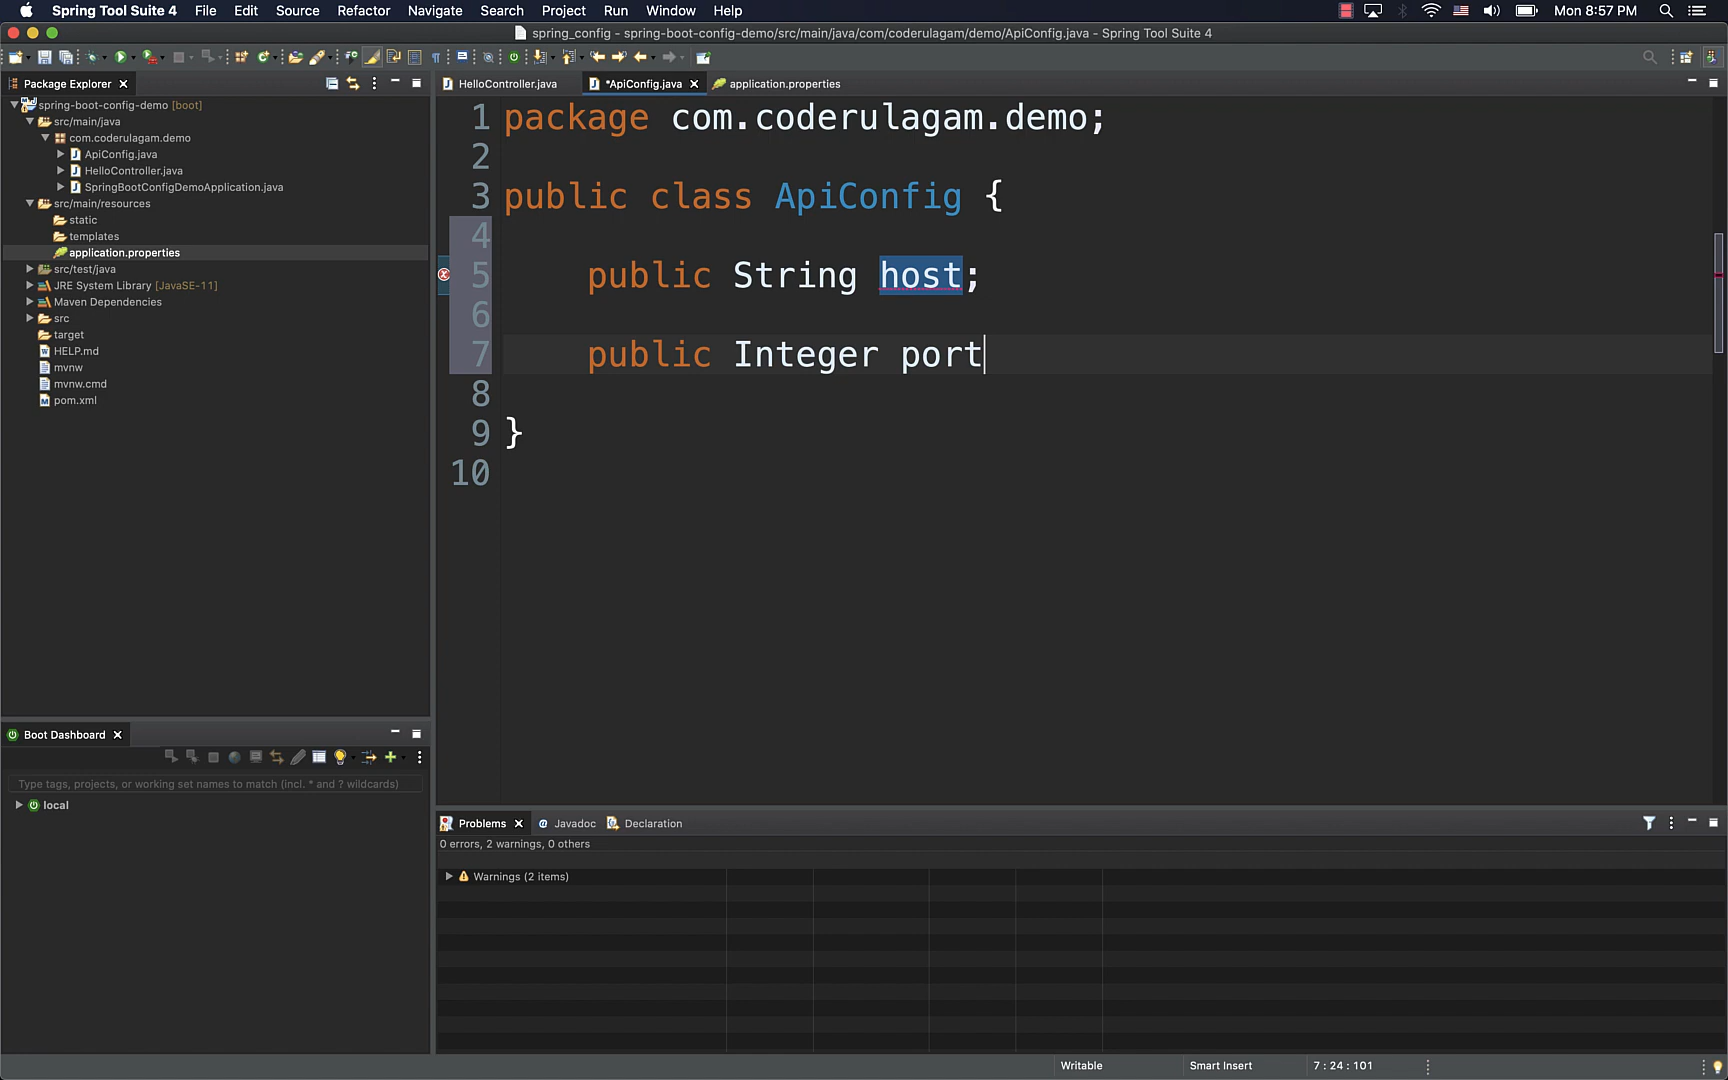 Spring Tool Suite 4 File Edit Source Refactor Navigate Search Project Run Window Help Mon 8:57 PM
spring_config - spring-boot-config-demo/src/main/java/com/coderulagam/demo/ApiConfig.java - Spring Tool Suite 4
Package Explorer
spring-boot-config-demo [boot]
src/main/java
com.coderulagam.demo
ApiConfig.java
HelloController.java
SpringBootConfigDemoApplication.java
src/main/resources
static
templates
application.properties
src/test/java
JRE System Library [JavaSE-11]
Maven Dependencies
src
target
HELP.md
mvnw
mvnw.cmd
pom.xml
HelloController.java *ApiConfig.java application.properties
1 package com.coderulagam.demo;
2
3 public class ApiConfig {
4
5 public String host;
6
7 public Integer port
8
9 }
10
Boot Dashboard
Type tags, projects, or working set names to match (incl. * and ? wildcards)
local
Problems Javadoc Declaration
0 errors, 2 warnings, 0 others
Warnings (2 items)
Writable Smart Insert 7 : 24 : 101